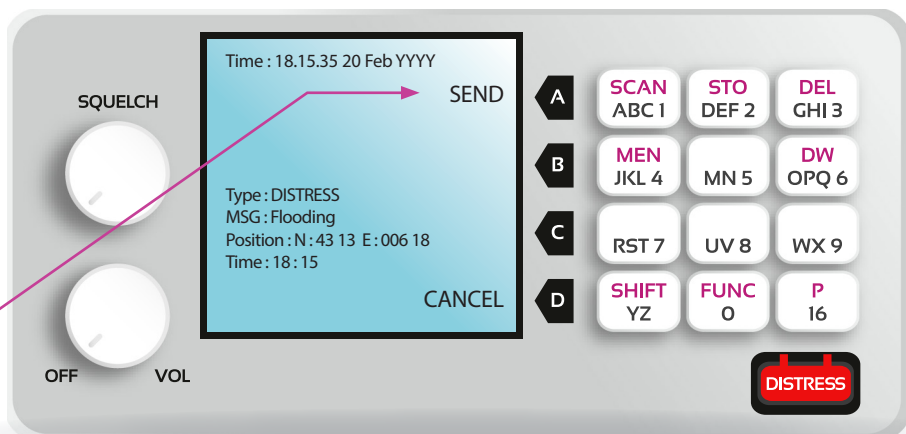 SQUELCH
OFF VOL
Time : 18.15.35 20 Feb YYYY
SEND
Type : DISTRESS
MSG : Flooding
Position : N : 43 13 E : 006 18
Time : 18 : 15
CANCEL
A
B
C
D
SCAN STO DEL
ABC 1 DEF 2 GHI 3
MEN DW
JKL 4 MN 5 OPQ 6
RST 7 UV 8 WX 9
SHIFT FUNC P
YZ 0 16
DISTRESS